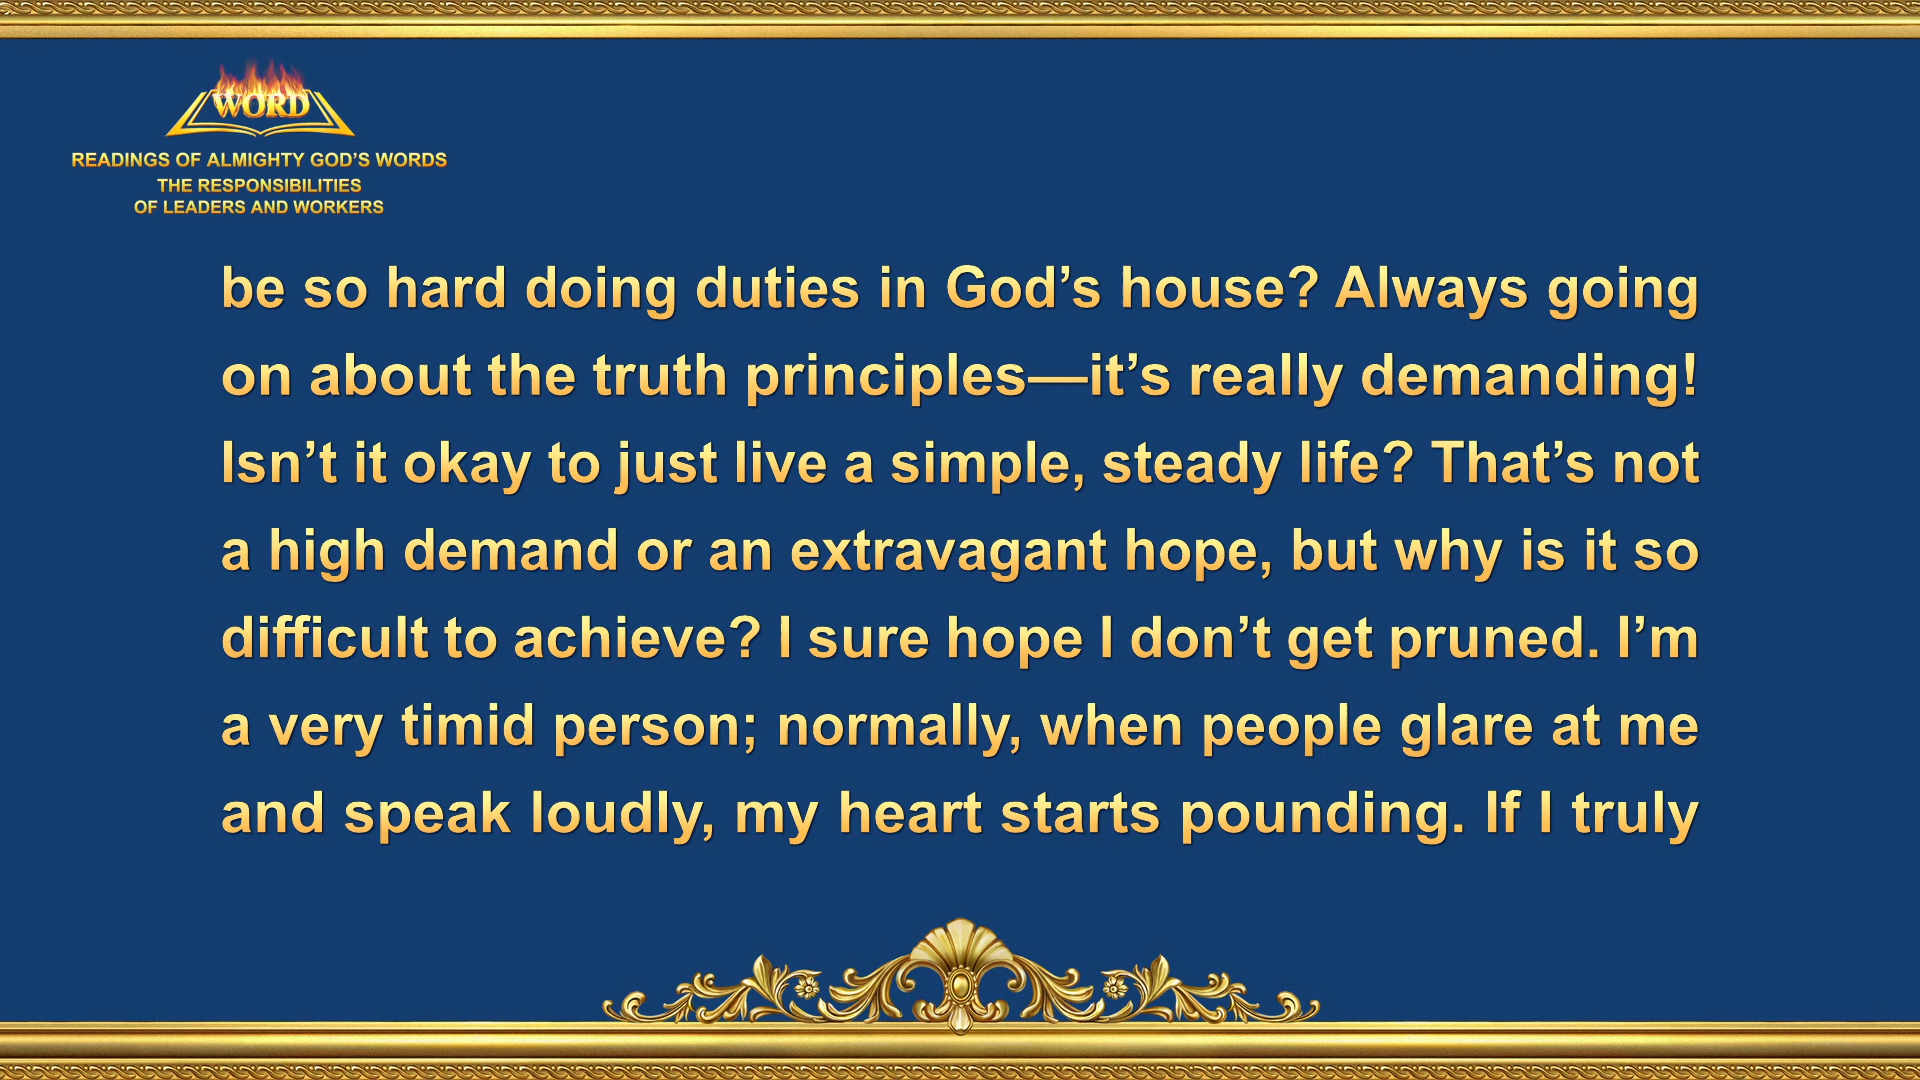 WORD
READINGS OF ALMIGHTY GOD’S WORDS
THE RESPONSIBILITIES
OF LEADERS AND WORKERS
be so hard doing duties in God’s house? Always going
on about the truth principles—it’s really demanding!
Isn’t it okay to just live a simple, steady life? That’s not
a high demand or an extravagant hope, but why is it so
difficult to achieve? I sure hope I don’t get pruned. I’m
a very timid person; normally, when people glare at me
and speak loudly, my heart starts pounding. If I truly